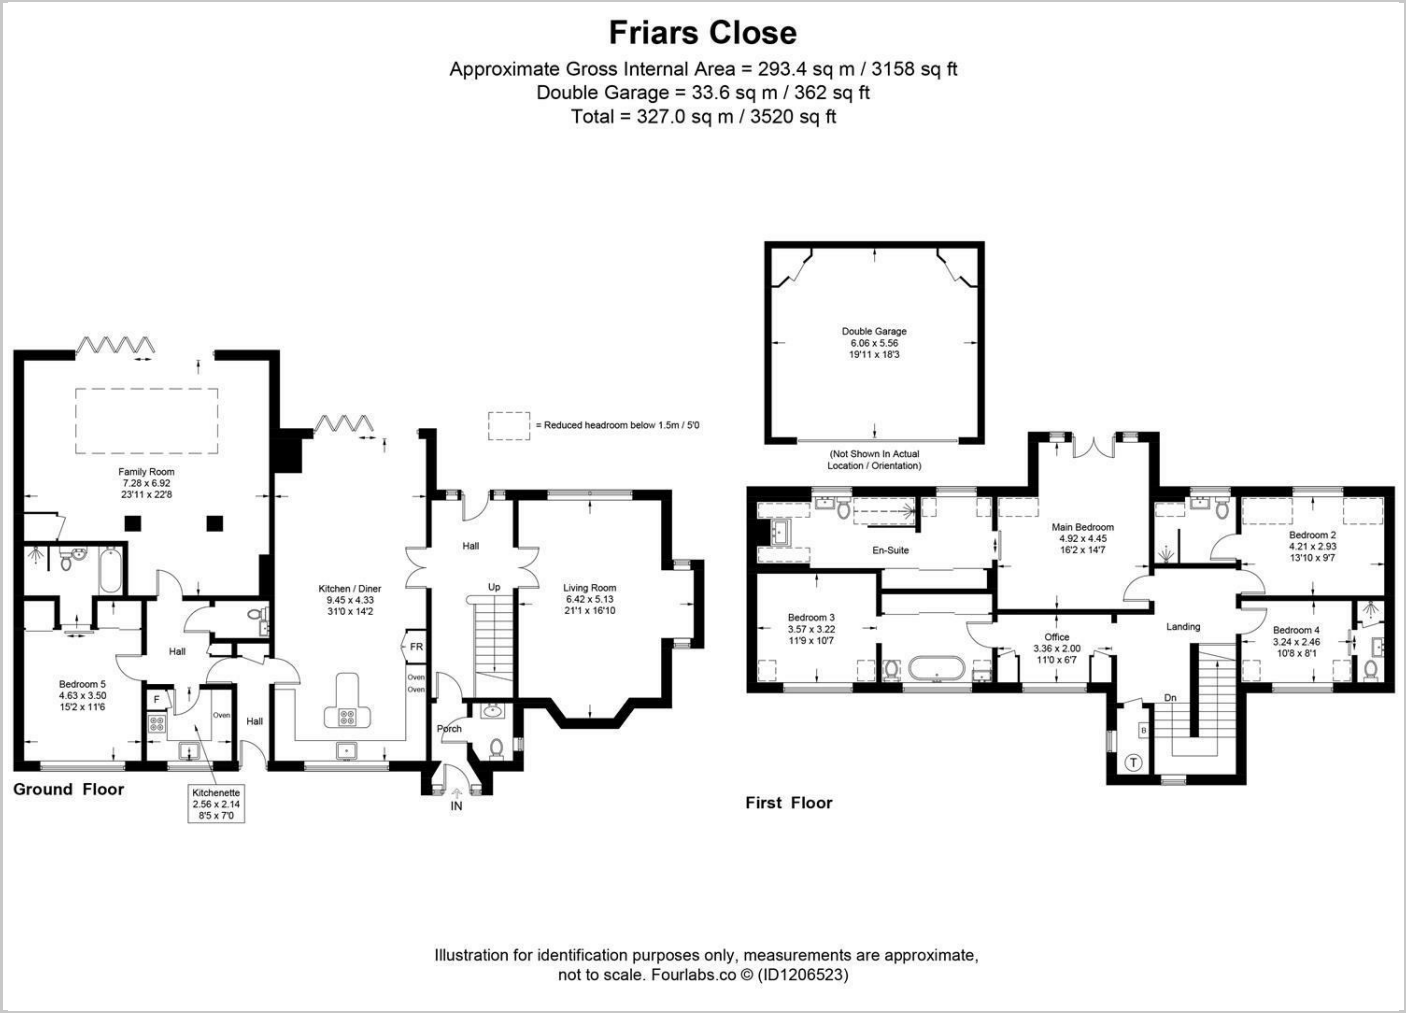 Friars Close
Approximate Gross Internal Area = 293.4 sq m / 3158 sq ft
Double Garage = 33.6 sq m / 362 sq ft
Total = 327.0 sq m / 3520 sq ft
Double Garage
6.06 x 5.56
19'11 x 18'3
(Not Shown In Actual
Location / Orientation)
= Reduced headroom below 1.5m / 5'0
Family Room
7.28 x 6.92
23'11 x 22'8
Kitchen / Diner
9.45 x 4.33
31'0 x 14'2
Hall
Up
Living Room
6.42 x 5.13
21'1 x 16'10
FR
Oven
Oven
Hall
Bedroom 5
4.63 x 3.50
15'2 x 11'6
F
Oven
Hall
Porch
IN
Kitchenette
2.56 x 2.14
8'5 x 7'0
Ground Floor
En-Suite
Main Bedroom
4.92 x 4.45
16'2 x 14'7
Bedroom 2
4.21 x 2.93
13'10 x 9'7
Bedroom 3
3.57 x 3.22
11'9 x 10'7
Office
3.36 x 2.00
11'0 x 6'7
Landing
Bedroom 4
3.24 x 2.46
10'8 x 8'1
Dn
B
T
First Floor
Illustration for identification purposes only, measurements are approximate,
not to scale. Fourlabs.co © (ID1206523)